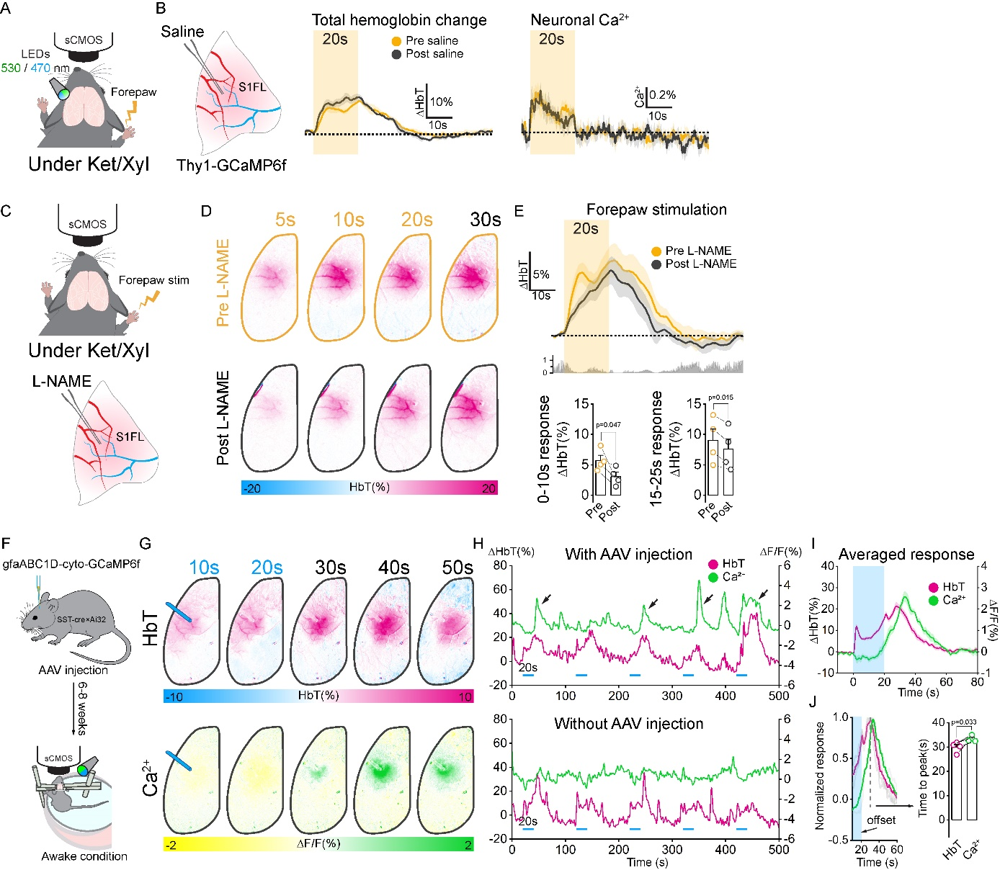 A
sCMOS
LEDs
530 / 470 nm
Forepaw
Under Ket/Xyl
B
Saline
S1FL
Thy1-GCaMP6f
Total hemoglobin change
20s
Pre saline
Post saline
ΔHbT
10%
10s
Neuronal Ca²⁺
20s
Ca²⁺
0.2%
10s
C
sCMOS
Forepaw stim
Under Ket/Xyl
L-NAME
S1FL
D
5s 10s 20s 30s
Pre L-NAME
Post L-NAME
-20 HbT(%) 20
E
Forepaw stimulation
20s
Pre L-NAME
Post L-NAME
ΔHbT
5%
10s
1
0
0-10s response
ΔHbT(%)
15
10
5
0
p=0.047
Pre Post
15-25s response
ΔHbT(%)
15
10
5
0
p=0.015
Pre Post
F
gfaABC1D-cyto-GCaMP6f
SST-cre×Ai32
AAV injection
6-8 weeks
sCMOS
Awake condition
G
10s 20s 30s 40s 50s
HbT
-10 HbT(%) 10
Ca²⁺
-2 ΔF/F(%) 2
H
ΔHbT(%)
With AAV injection
ΔF/F(%)
HbT
Ca²⁺
80
60
40
20
0
-20
6
4
2
0
-2
-4
-6
20s
0 100 200 300 400 500
Without AAV injection
80
60
40
20
0
-20
6
4
2
0
-2
-4
-6
20s
0 100 200 300 400 500
Time (s)
I
Averaged response
HbT
Ca²⁺
ΔHbT(%)
40
30
20
10
0
-10
4
3
2
1
0
-1
ΔF/F(%)
0 20 40 60 80
Time (s)
J
Normalized response
1.0
0.5
0.0
-0.5
offset
20 40 60
Time (s)
Time to peak(s)
40
30
20
10
0
p=0.033
HbT Ca²⁺